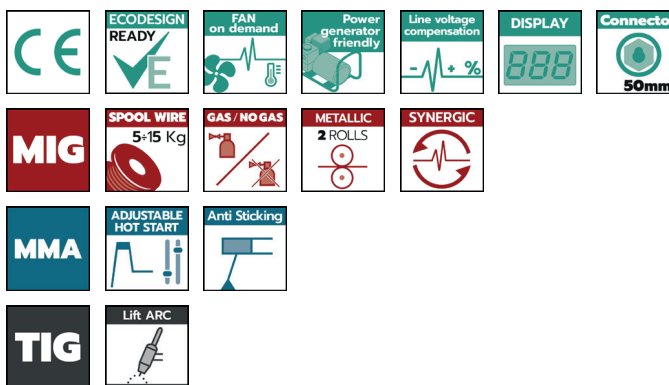 CE
ECODESIGN
READY
E
FAN
on demand
Power
generator
friendly
Line voltage
compensation
- + %
DISPLAY
888
Connecto
50mm
MIG
SPOOL WIRE
5÷15 Kg
GAS / NO GAS
METALLIC
2 ROLLS
SYNERGIC
MMA
ADJUSTABLE
HOT START
Anti Sticking
TIG
Lift ARC